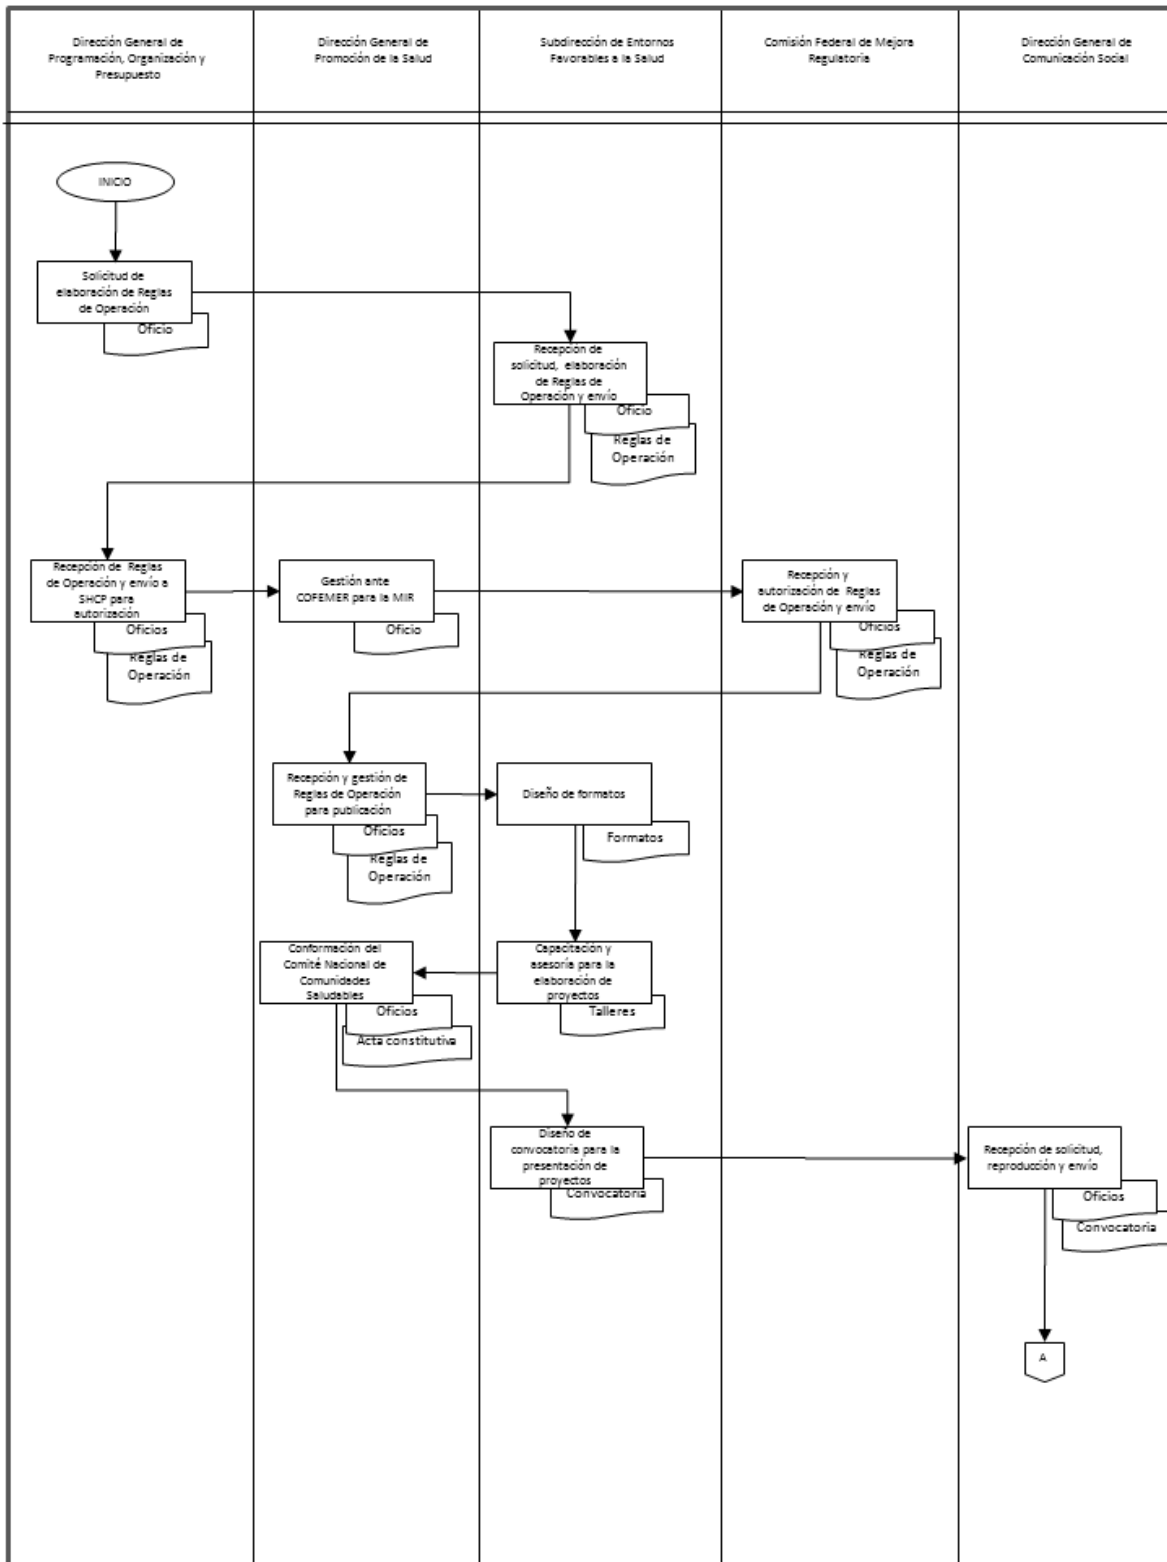 Dirección General de
Programación, Organización y
Presupuesto
Dirección General de
Promoción de la Salud
Subdirección de Entornos
Favorables a la Salud
Comisión Federal de Mejora
Regulatoria
Dirección General de
Comunicación Social
INICIO
Solicitud de
elaboración de Reglas
de Operación
Oficio
Recepción de
solicitud, elaboración
de Reglas de
Operación y envío
Oficio
Reglas de
Operación
Recepción de Reglas
de Operación y envío a
SHCP para
autorización
Oficios
Reglas de
Operación
Gestión ante
COFEMER para la MIR
Oficio
Recepción y
autorización de Reglas
de Operación y envío
Oficios
Reglas de
Operación
Recepción y gestión de
Reglas de Operación
para publicación
Oficios
Reglas de
Operación
Diseño de formatos
Formatos
Conformación del
Comité Nacional de
Comunidades
Saludables
Oficios
Acta constitutiva
Capacitación y
asesoría para la
elaboración de
proyectos
Talleres
Diseño de
convocatoria para la
presentación de
proyectos
Convocatoria
Recepción de solicitud,
reproducción y envío
Oficios
Convocatoria
A